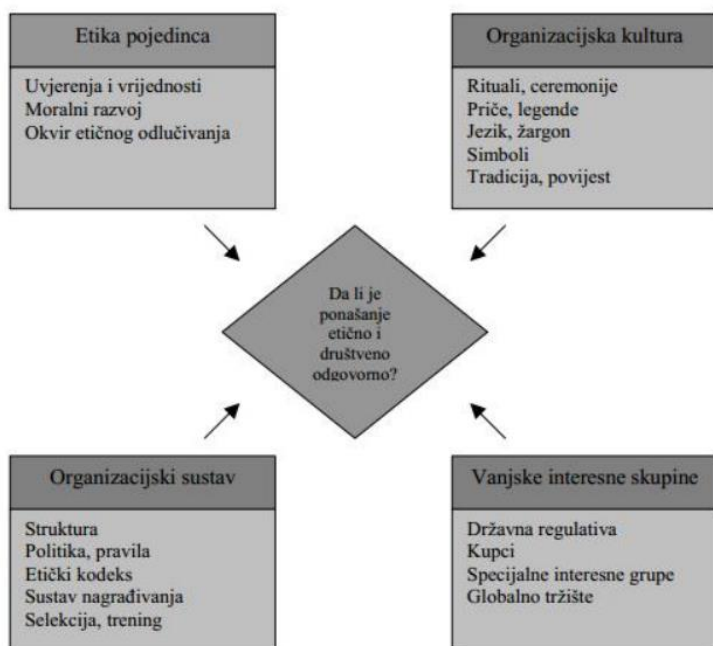 Etika pojedinca
Uvjerenja i vrijednosti
Moralni razvoj
Okvir etičnog odlučivanja
Organizacijska kultura
Rituali, ceremonije
Priče, legende
Jezik, žargon
Simboli
Tradicija, povijest
Da li je
ponašanje
etično i
društveno
odgovorno?
Organizacijski sustav
Struktura
Politika, pravila
Etički kodeks
Sustav nagrađivanja
Selekcija, trening
Vanjske interesne skupine
Državna regulativa
Kupci
Specijalne interesne grupe
Globalno tržište